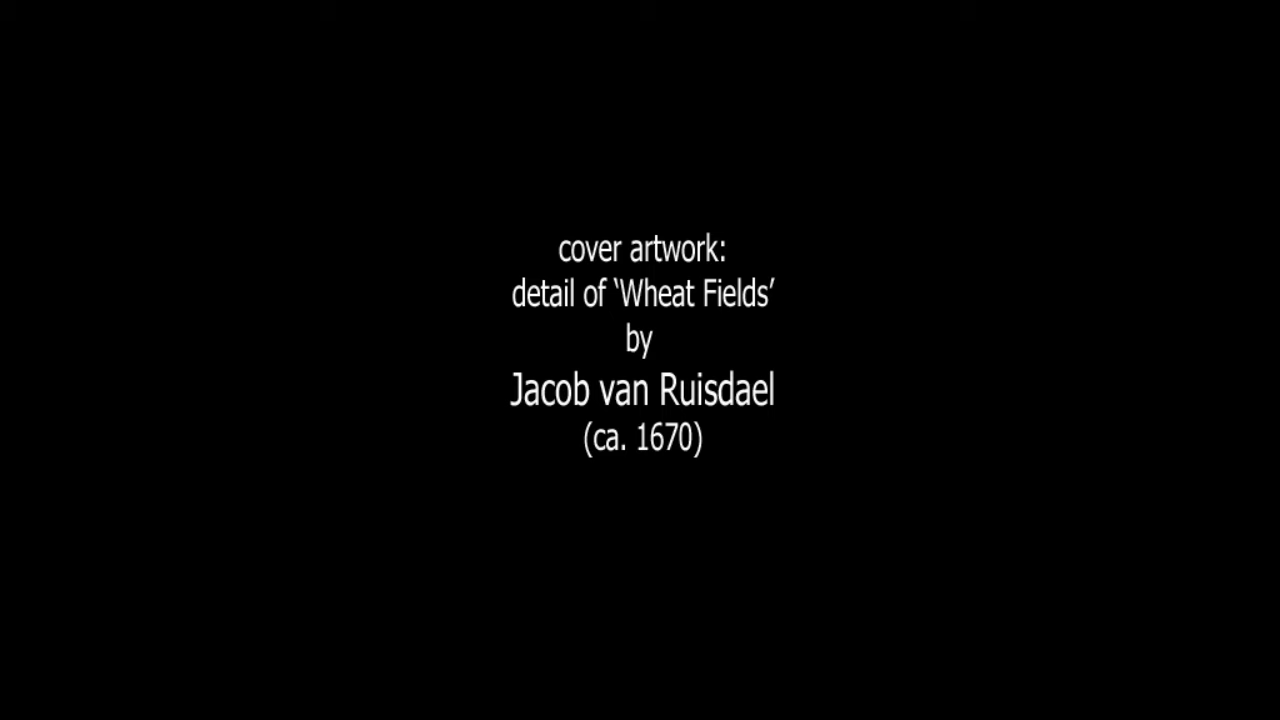 cover artwork:
detail of ‘Wheat Fields’
by
Jacob van Ruisdael
(ca. 1670)